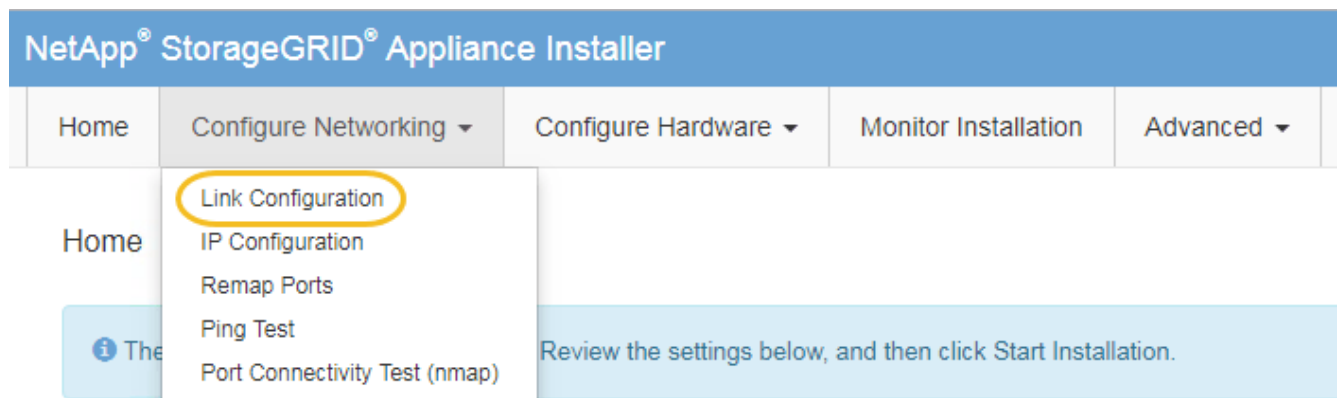 NetApp® StorageGRID® Appliance Installer
Home Configure Networking Configure Hardware Monitor Installation Advanced
Link Configuration
Home IP Configuration
Remap Ports
Ping Test
The Review the settings below, and then click Start Installation.
Port Connectivity Test (nmap)